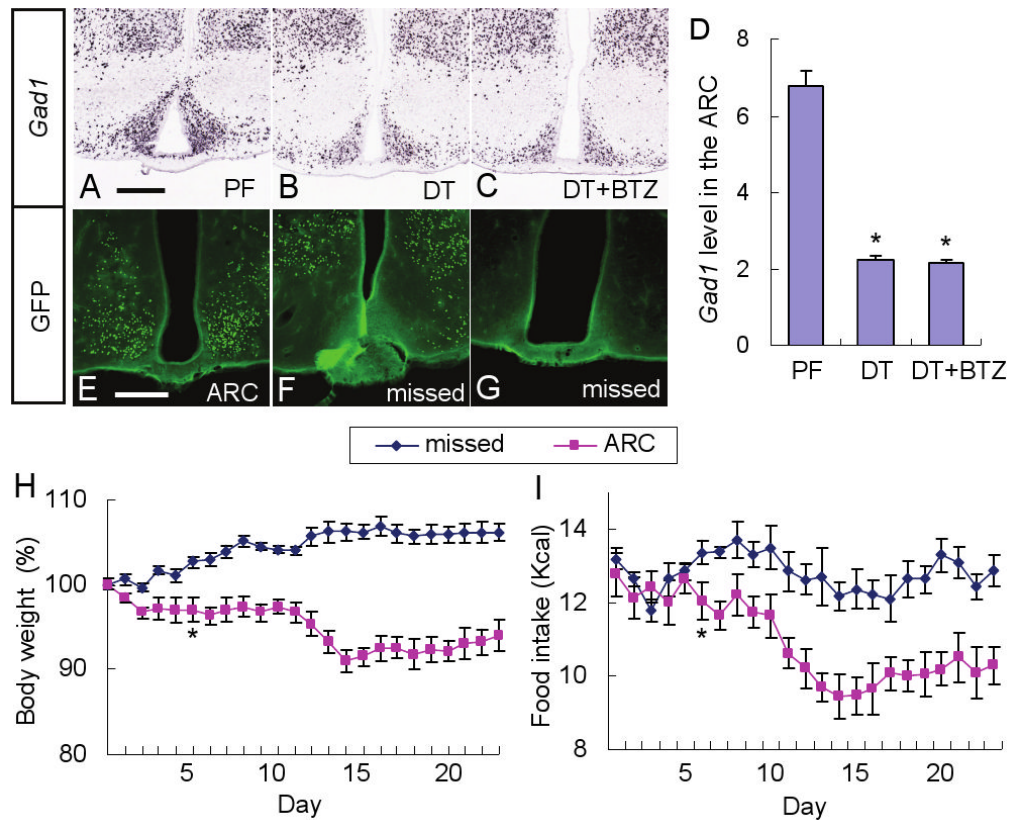 Gad1
A
PF
B
DT
C
DT+BTZ
GFP
E
ARC
F
missed
G
missed
D
Gad1 level in the ARC
8
6
4
2
0
*
*
PF
DT
DT+BTZ
missed
ARC
H
Body weight (%)
110
100
90
80
*
5
10
15
20
Day
I
Food intake (Kcal)
14
12
10
8
*
5
10
15
20
Day